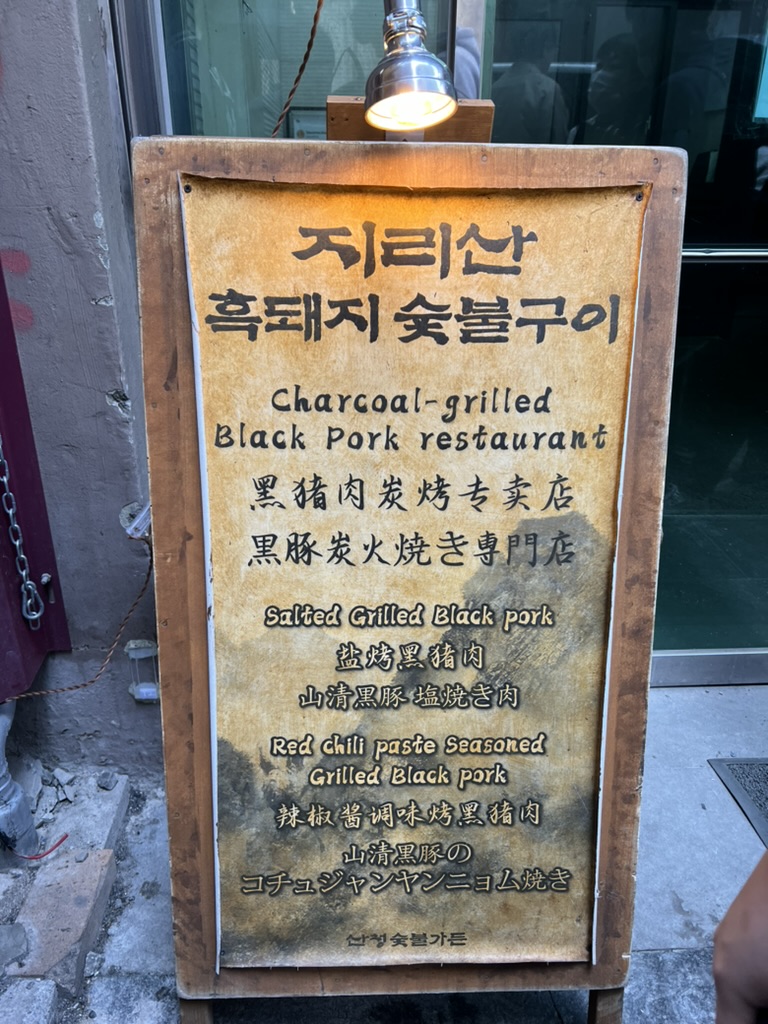 지리산
흑돼지 숯불구이
Charcoal-grilled
Black Pork restaurant
黑猪肉炭烤专卖店
黒豚炭火焼き専門店
Salted Grilled Black pork
盐烤黑猪肉
山清黒豚 塩焼き肉
Red chili paste Seasoned
Grilled Black pork
辣椒酱调味烤黑猪肉
山清黒豚の
コチュジャンヤンニョム焼き
산청숯불가든